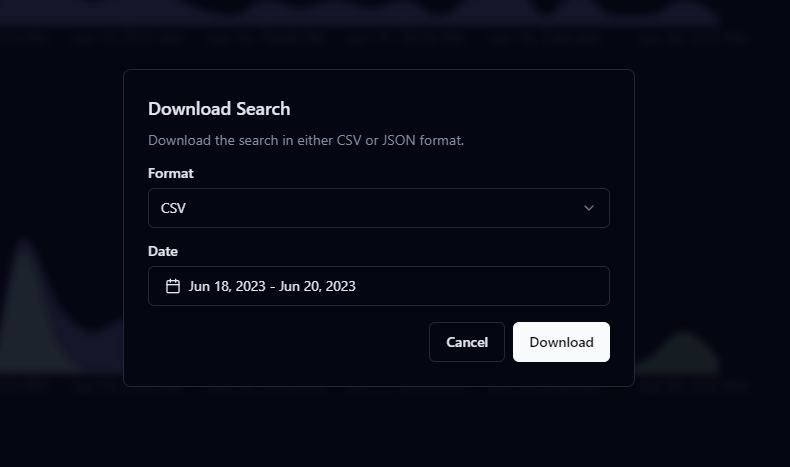 Download Search
Download the search in either CSV or JSON format.
Format
CSV
Date
Jun 18, 2023 - Jun 20, 2023
Cancel
Download